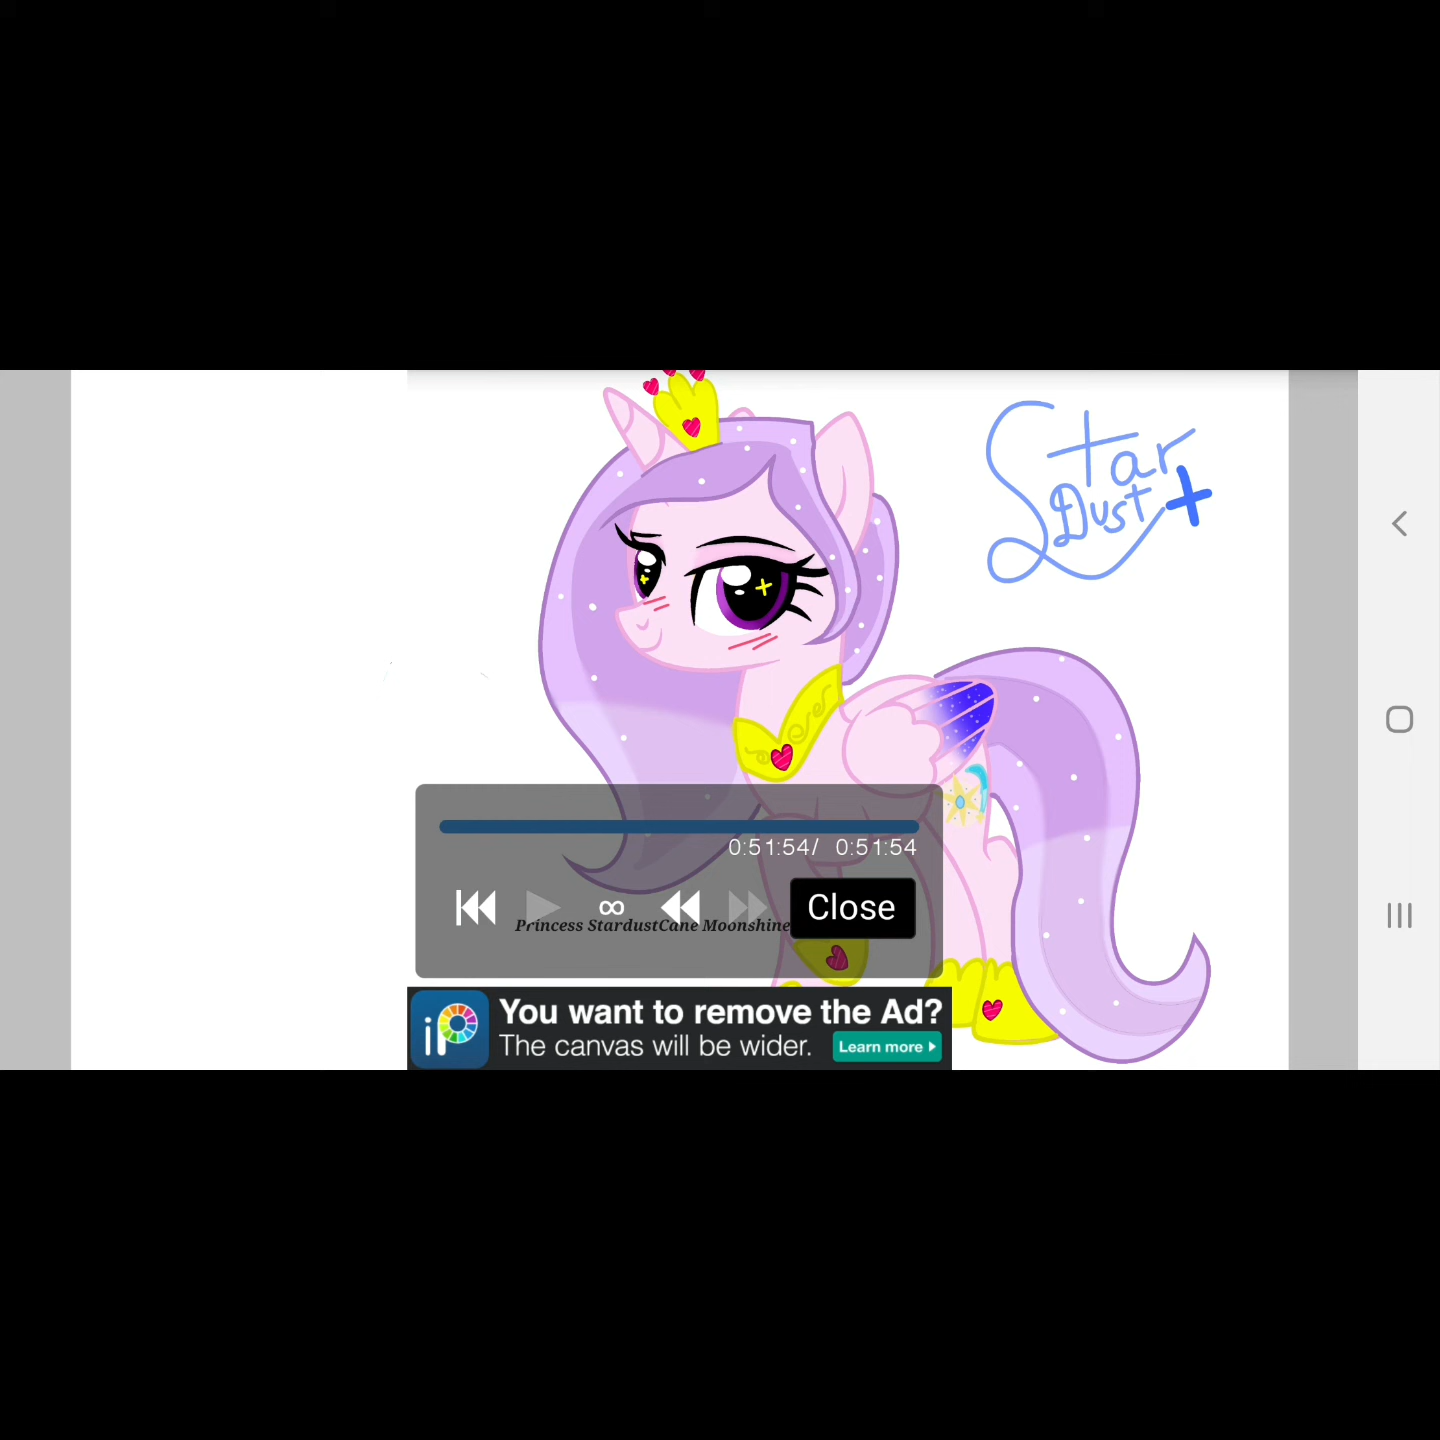 Star
Dust +
0:51:54/ 0:51:54
∞
Close
Princess StardustCane Moonshine
iP
You want to remove the Ad?
The canvas will be wider.
Learn more